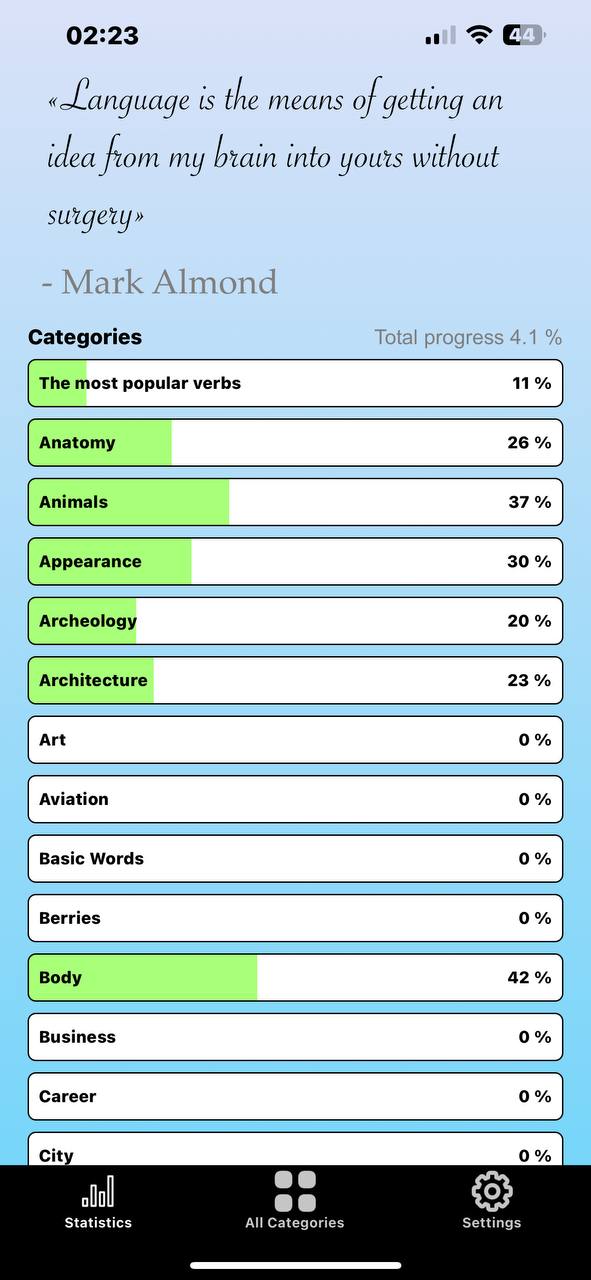 02:23
44
«Language is the means of getting an
idea from my brain into yours without
surgery»
- Mark Almond
Categories Total progress 4.1 %
The most popular verbs 11 %
Anatomy 26 %
Animals 37 %
Appearance 30 %
Archeology 20 %
Architecture 23 %
Art 0 %
Aviation 0 %
Basic Words 0 %
Berries 0 %
Body 42 %
Business 0 %
Career 0 %
City 0 %
Statistics All Categories Settings